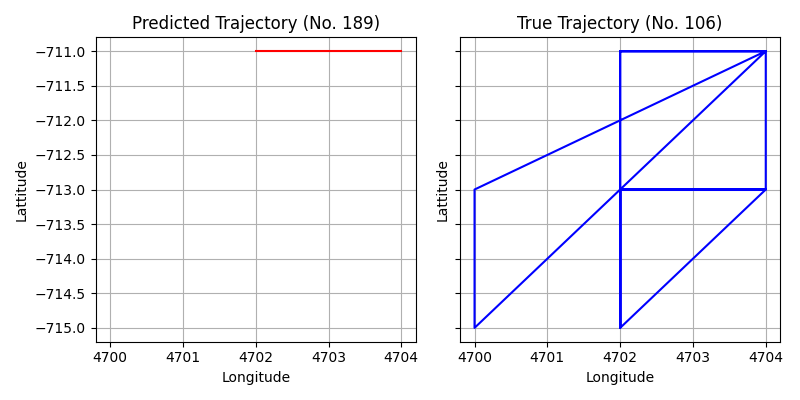 Predicted Trajectory (No. 189)
True Trajectory (No. 106)
−711.0
−711.5
−712.0
−712.5
−713.0
−713.5
−714.0
−714.5
−715.0
Lattitude
Lattitude
4700 4701 4702 4703 4704
4700 4701 4702 4703 4704
Longitude
Longitude